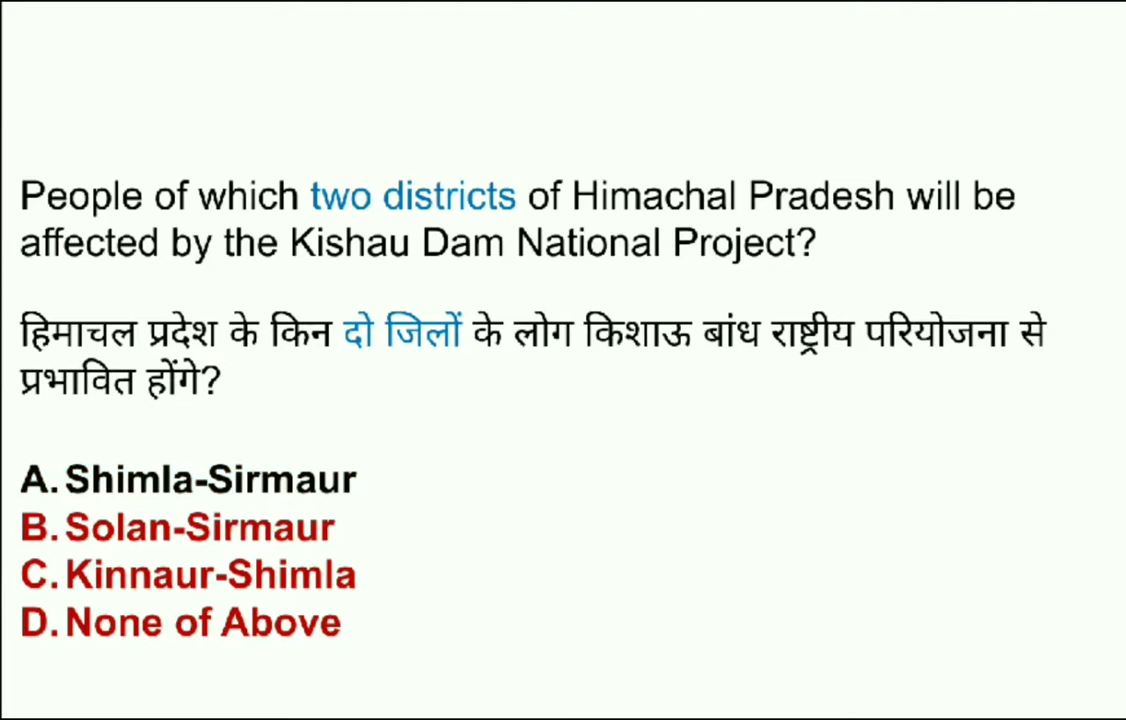 People of which two districts of Himachal Pradesh will be
affected by the Kishau Dam National Project?
हिमाचल प्रदेश के किन दो जिलों के लोग किशाऊ बांध राष्ट्रीय परियोजना से
प्रभावित होंगे?
A. Shimla-Sirmaur
B. Solan-Sirmaur
C. Kinnaur-Shimla
D. None of Above